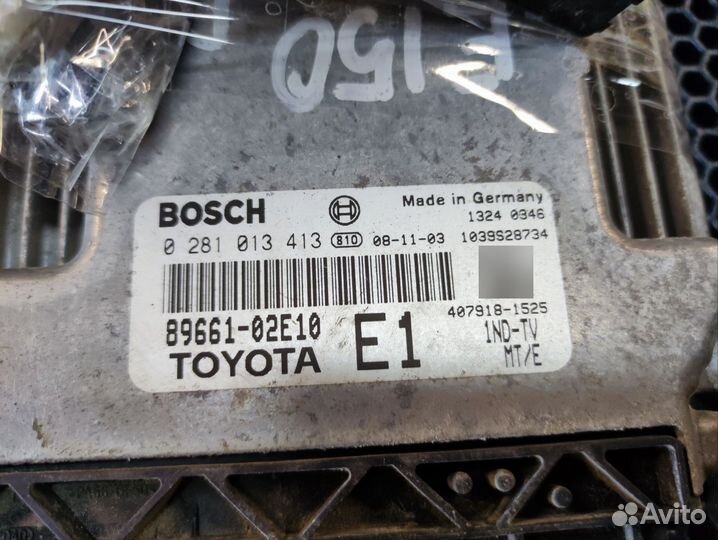 E150
BOSCH Made in Germany
1324 0946
0 281 013 413 810 08-11-03 1039S28734
407918-1525
89661-02E10 E1 1ND-TV
TOYOTA MT/E
Avito